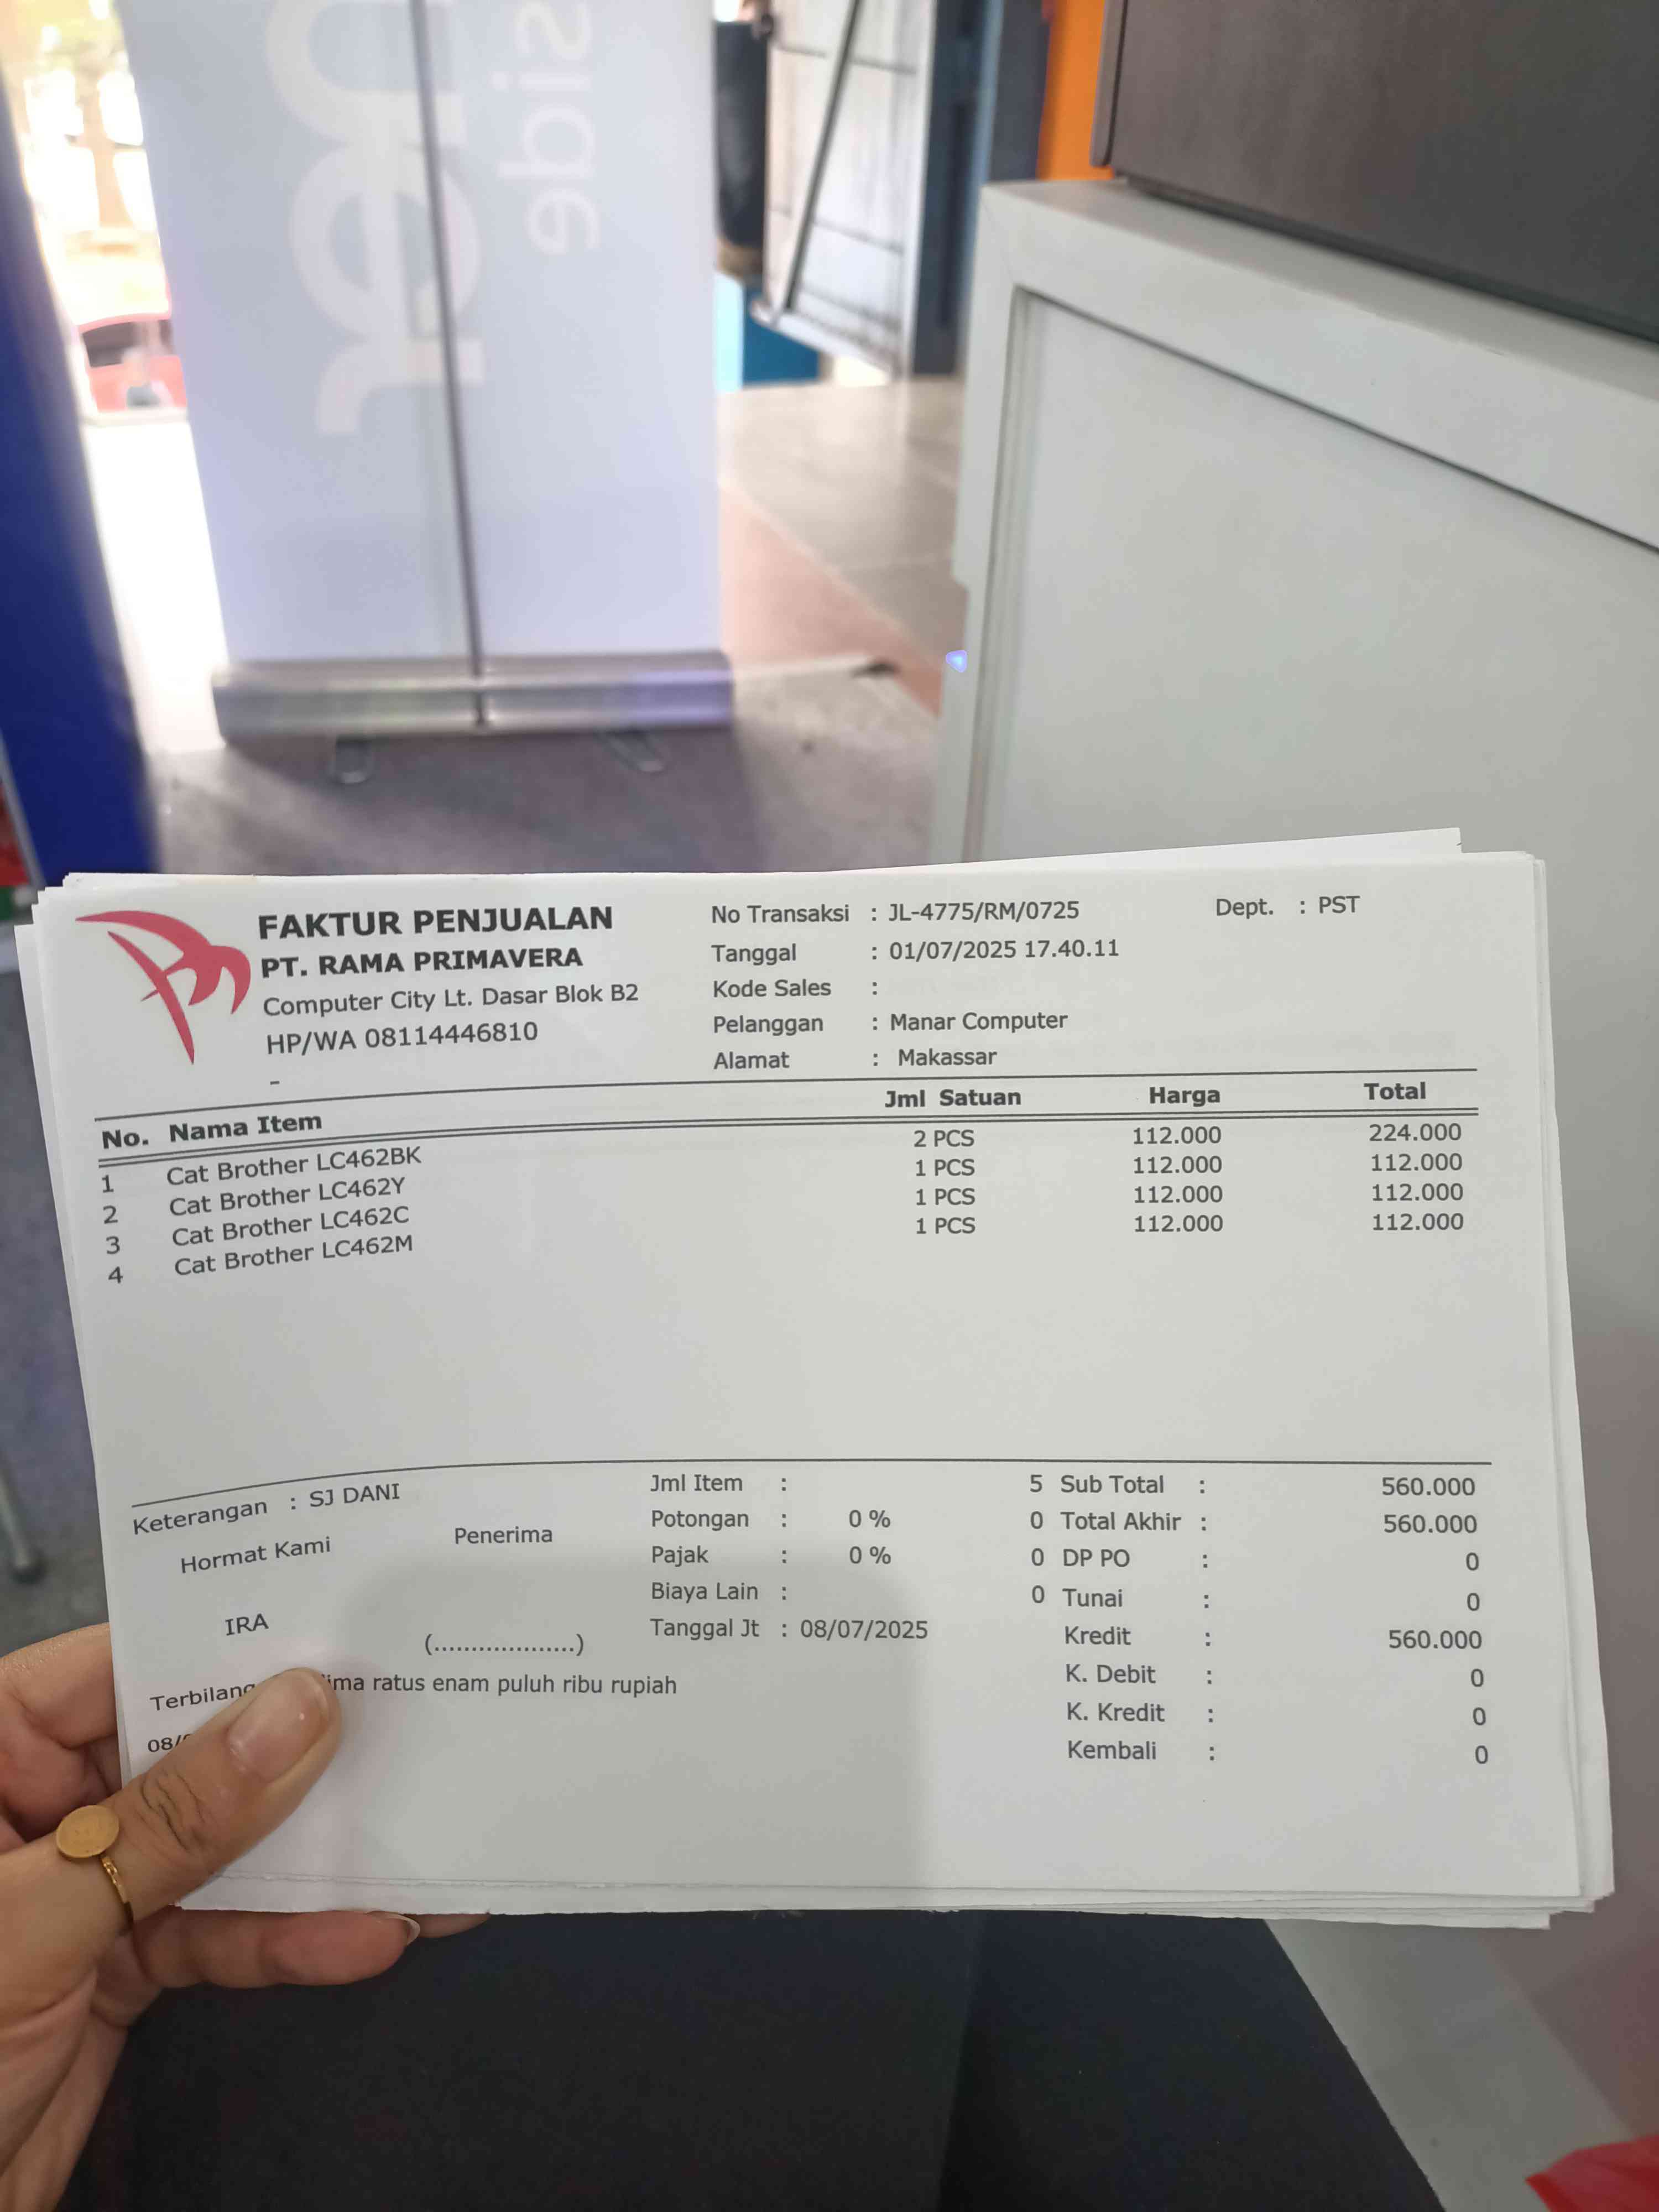 side
FAKTUR PENJUALAN
PT. RAMA PRIMAVERA
Computer City Lt. Dasar Blok B2
HP/WA 08114446810
-
No Transaksi : JL-4775/RM/0725 Dept. : PST
Tanggal : 01/07/2025 17.40.11
Kode Sales :
Pelanggan : Manar Computer
Alamat : Makassar
No. Nama Item Jml Satuan Harga Total
1 Cat Brother LC462BK 2 PCS 112.000 224.000
2 Cat Brother LC462Y 1 PCS 112.000 112.000
3 Cat Brother LC462C 1 PCS 112.000 112.000
4 Cat Brother LC462M 1 PCS 112.000 112.000
Keterangan : SJ DANI
Hormat Kami Penerima
IRA (...................)
Jml Item : 5
Potongan : 0 % 0
Pajak : 0 % 0
Biaya Lain : 0
Tanggal Jt : 08/07/2025
Sub Total : 560.000
Total Akhir : 560.000
DP PO : 0
Tunai : 0
Kredit : 560.000
K. Debit : 0
K. Kredit : 0
Kembali : 0
Terbilang ratus enam puluh ribu rupiah
08/